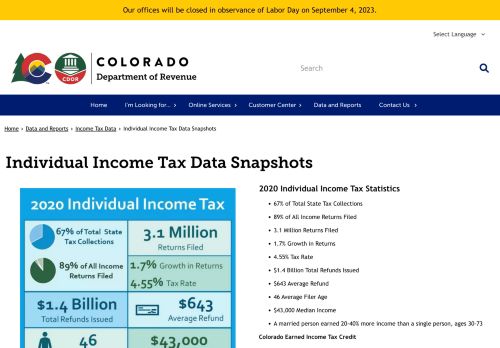 Our offices will be closed in observance of Labor Day on September 4, 2023.
Select Language
COLORADO
Department of Revenue
CDOR
Search
Home I'm Looking for... Online Services Customer Center Data and Reports Contact Us
Home › Data and Reports › Income Tax Data › Individual Income Tax Data Snapshots
Individual Income Tax Data Snapshots
2020 Individual Income Tax
67% of Total State
Tax Collections
3.1 Million
Returns Filed
89% of All Income
Returns Filed
1.7% Growth in Returns
4.55% Tax Rate
$1.4 Billion
Total Refunds Issued
$643
Average Refund
46
$43,000
2020 Individual Income Tax Statistics
67% of Total State Tax Collections
89% of All Income Returns Filed
3.1 Million Returns Filed
1.7% Growth in Returns
4.55% Tax Rate
$1.4 Billion Total Refunds Issued
$643 Average Refund
46 Average Filer Age
$43,000 Median Income
A married person earned 20-40% more income than a single person, ages 30-73
Colorado Earned Income Tax Credit